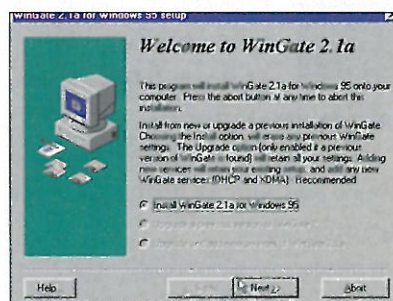 WinGate 2.1a for Windows 95 setup
Welcome to WinGate 2.1a
This program will install WinGate 2.1a for Windows 95 onto your
computer. Press the abort button at any time to abort this
installation.
Install from new or upgrade a previous installation of WinGate.
Choosing the Install option, will erase any previous WinGate
settings. The Upgrade option (only enabled if a previous
version of WinGate is found) will retain all your settings. Adding
new services will retain your existing setup, and add any new
WinGate services (DHCP and XDMA) Recommended
Install WinGate 2.1a for Windows 95
Help
Next >
Abort